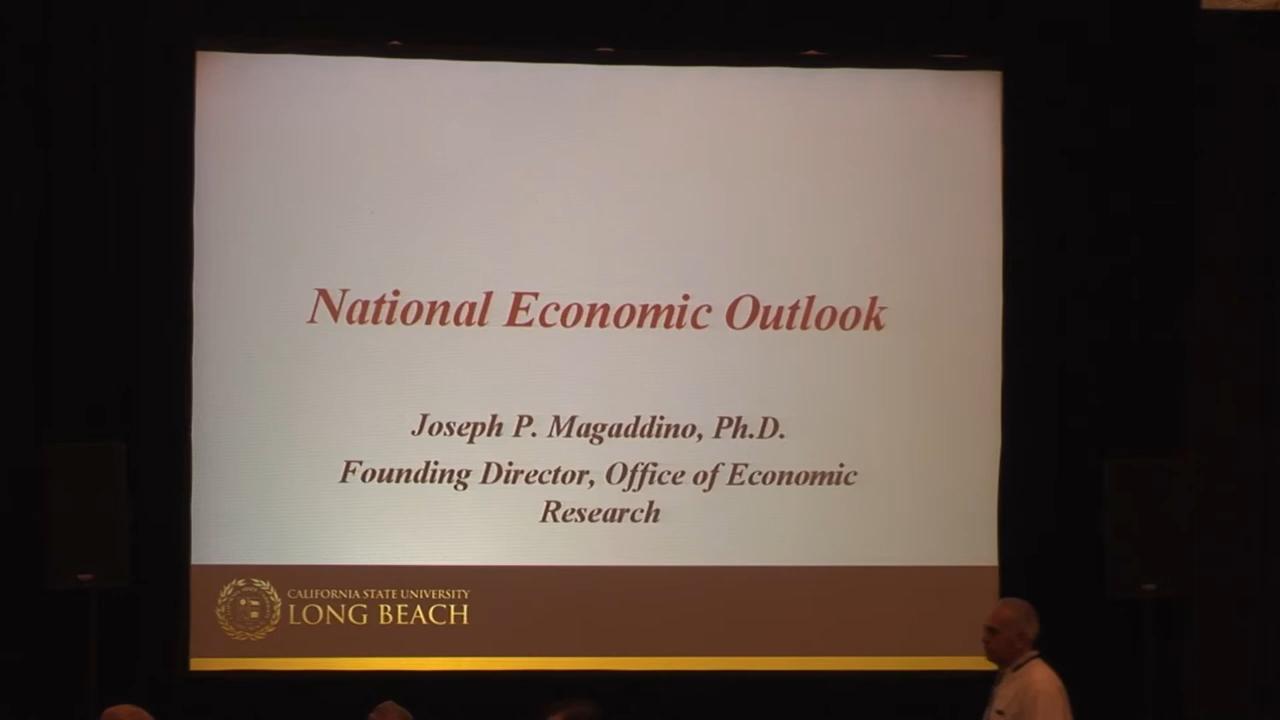 National Economic Outlook
Joseph P. Magaddino, Ph.D.
Founding Director, Office of Economic
Research
CALIFORNIA STATE UNIVERSITY
LONG BEACH